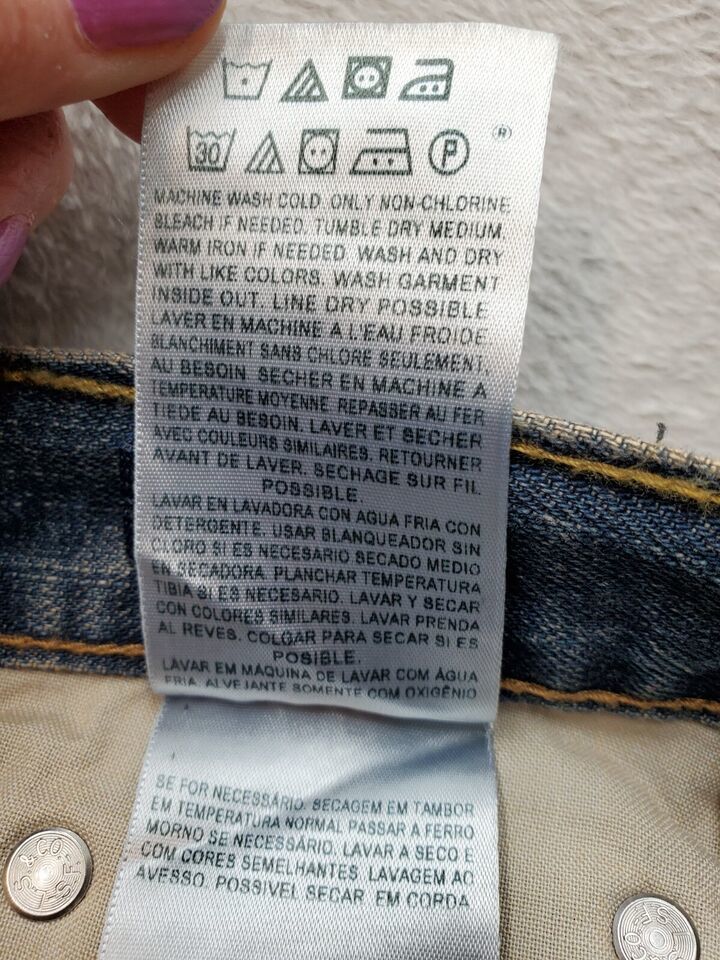 30 P ®
MACHINE WASH COLD. ONLY NON-CHLORINE
BLEACH IF NEEDED. TUMBLE DRY MEDIUM.
WARM IRON IF NEEDED. WASH AND DRY
WITH LIKE COLORS. WASH GARMENT
INSIDE OUT. LINE DRY POSSIBLE
LAVER EN MACHINE A L'EAU FROIDE
BLANCHIMENT SANS CHLORE SEULEMENT,
AU BESOIN. SECHER EN MACHINE A
TEMPERATURE MOYENNE. REPASSER AU FER
TIEDE AU BESOIN. LAVER ET SECHER
AVEC COULEURS SIMILAIRES. RETOURNER
AVANT DE LAVER. SECHAGE SUR FIL
POSSIBLE.
LAVAR EN LAVADORA CON AGUA FRIA CON
DETERGENTE. USAR BLANQUEADOR SIN
CLORO SI ES NECESARIO SECADO MEDIO
EN SECADORA. PLANCHAR TEMPERATURA
TIBIA SI ES NECESARIO. LAVAR Y SECAR
CON COLORES SIMILARES. LAVAR PRENDA
AL REVES. COLGAR PARA SECAR SI ES
POSIBLE.
LAVAR EM MÁQUINA DE LAVAR COM ÁGUA
FRIA. ALVEJANTE SOMENTE COM OXIGÊNIO
SE FOR NECESSÁRIO. SECAGEM EM TAMBOR
EM TEMPERATURA NORMAL PASSAR A FERRO
MORNO SE NECESSÁRIO. LAVAR A SECO E
COM CORES SEMELHANTES. LAVAGEM AO
AVESSO. POSSIVEL SECAR EM CORDA
&CO